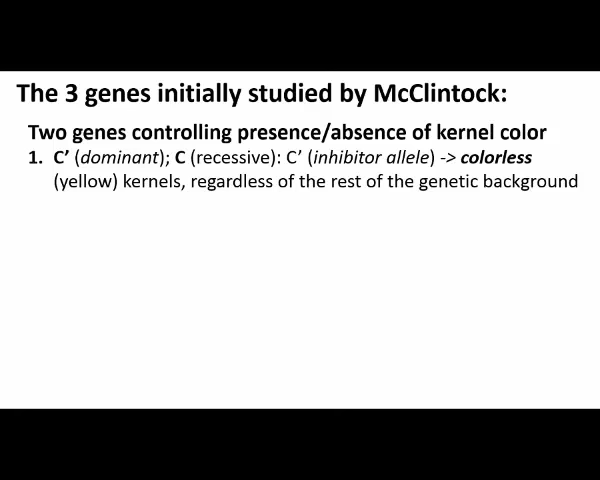 The 3 genes initially studied by McClintock:
Two genes controlling presence/absence of kernel color
1. C’ (dominant); C (recessive): C’ (inhibitor allele) -> colorless
(yellow) kernels, regardless of the rest of the genetic background